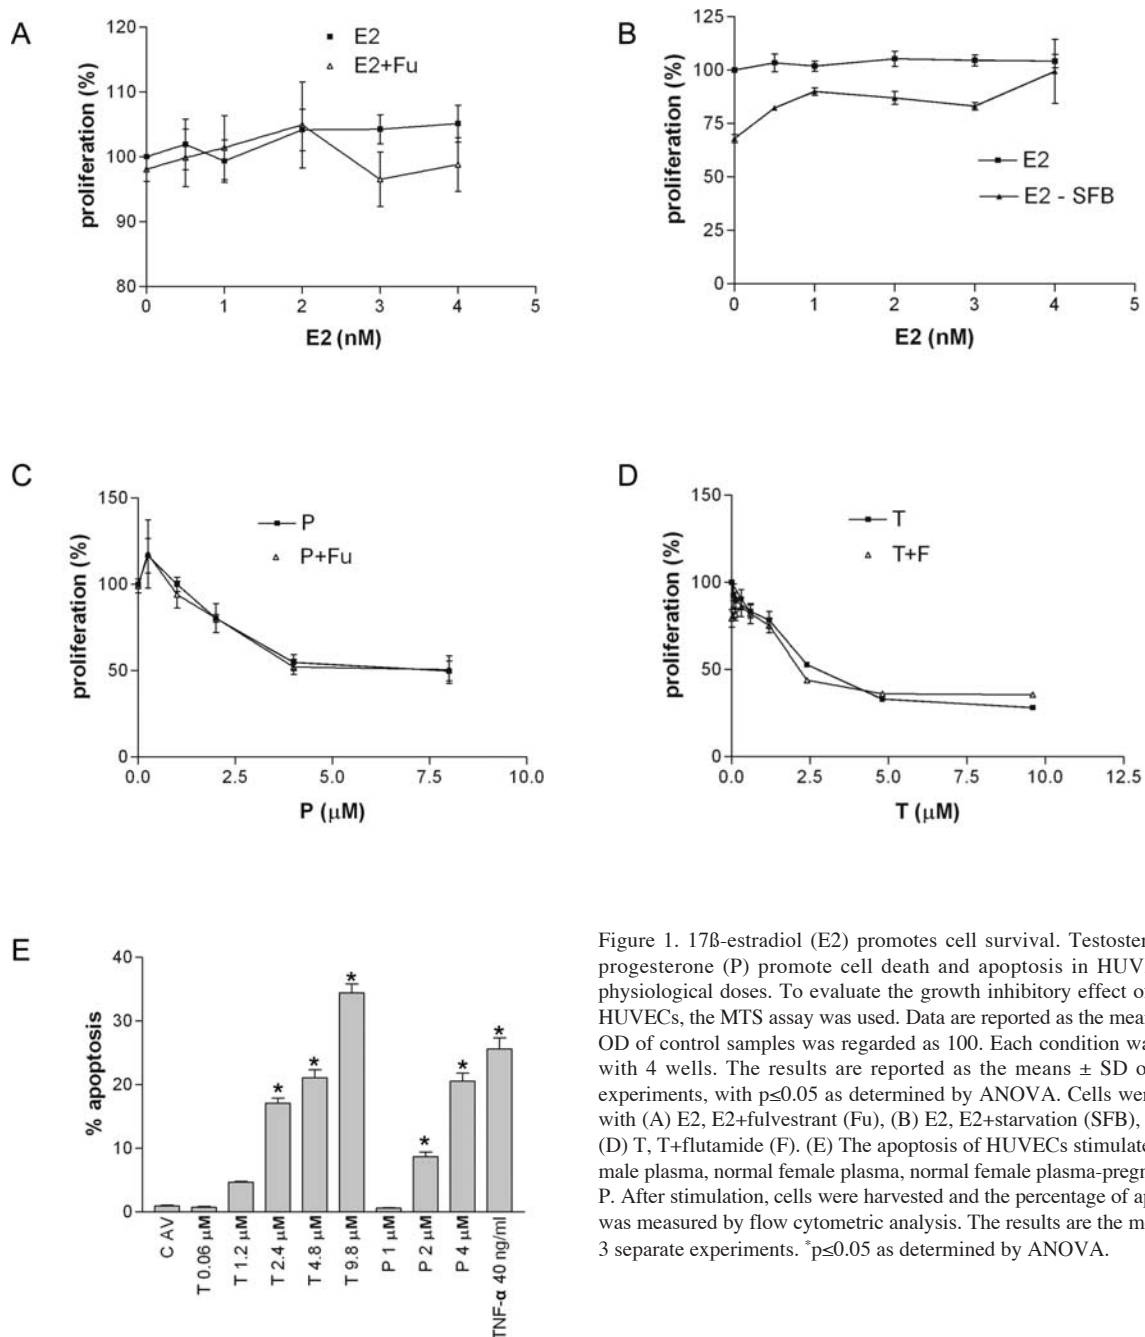 A
120
110
100
90
80
proliferation (%)
E2
E2+Fu
0 1 2 3 4 5
E2 (nM)
B
125
100
75
50
25
0
proliferation (%)
E2
E2 - SFB
0 1 2 3 4 5
E2 (nM)
C
150
100
50
0
proliferation (%)
P
P+Fu
0.0 2.5 5.0 7.5 10.0
P (µM)
D
150
100
50
0
proliferation (%)
T
T+F
0.0 2.5 5.0 7.5 10.0 12.5
T (µM)
E
40
30
20
10
0
% apoptosis
* * * * * *
C AV
T 0.06 µM
T 1.2 µM
T 2.4 µM
T 4.8 µM
T 9.8 µM
P 1 µM
P 2 µM
P 4 µM
TNF-α 40 ng/ml
Figure 1. 17ß-estradiol (E2) promotes cell survival. Testoster
progesterone (P) promote cell death and apoptosis in HUV
physiological doses. To evaluate the growth inhibitory effect o
HUVECs, the MTS assay was used. Data are reported as the mea
OD of control samples was regarded as 100. Each condition wa
with 4 wells. The results are reported as the means ± SD o
experiments, with p≤0.05 as determined by ANOVA. Cells wer
with (A) E2, E2+fulvestrant (Fu), (B) E2, E2+starvation (SFB),
(D) T, T+flutamide (F). (E) The apoptosis of HUVECs stimulate
male plasma, normal female plasma, normal female plasma-pregn
P. After stimulation, cells were harvested and the percentage of ap
was measured by flow cytometric analysis. The results are the m
3 separate experiments. *p≤0.05 as determined by ANOVA.